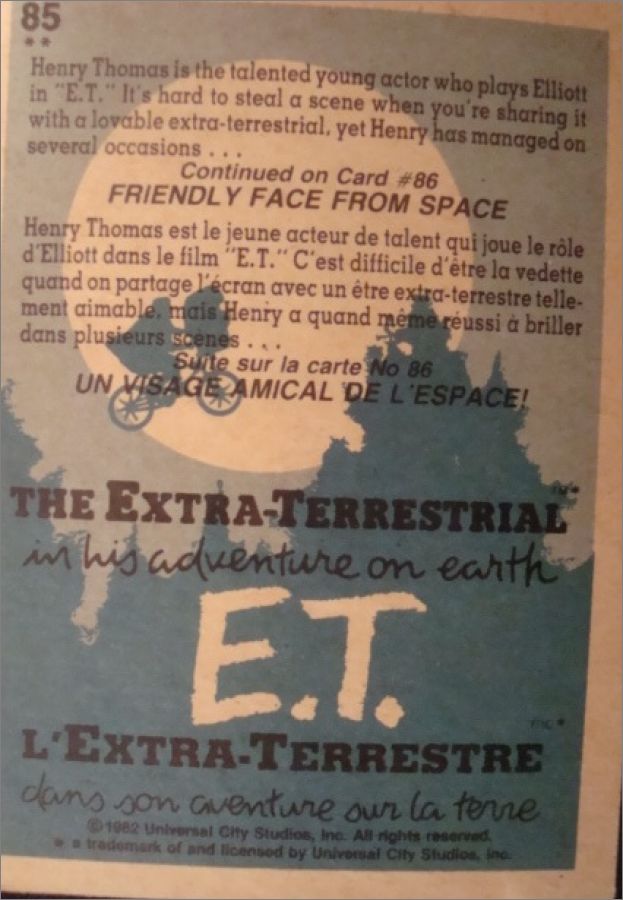 85
**
Henry Thomas is the talented young actor who plays Elliott
in "E.T." It's hard to steal a scene when you're sharing it
with a lovable extra-terrestrial, yet Henry has managed on
several occasions . . .
Continued on Card #86
FRIENDLY FACE FROM SPACE
Henry Thomas est le jeune acteur de talent qui joue le rôle
d'Elliott dans le film "E.T." C'est difficile d'être la vedette
quand on partage l'écran avec un être extra-terrestre telle-
ment aimable, mais Henry a quand même réussi à briller
dans plusieurs scènes . . .
Suite sur la carte No 86
UN VISAGE AMICAL DE L'ESPACE!
THE EXTRA-TERRESTRIAL
in his adventure on earth
E.T.
L'EXTRA-TERRESTRE
dans son aventure sur la terre
©1982 Universal City Studios, Inc. All rights reserved.
* a trademark of and licensed by Universal City Studios, Inc.